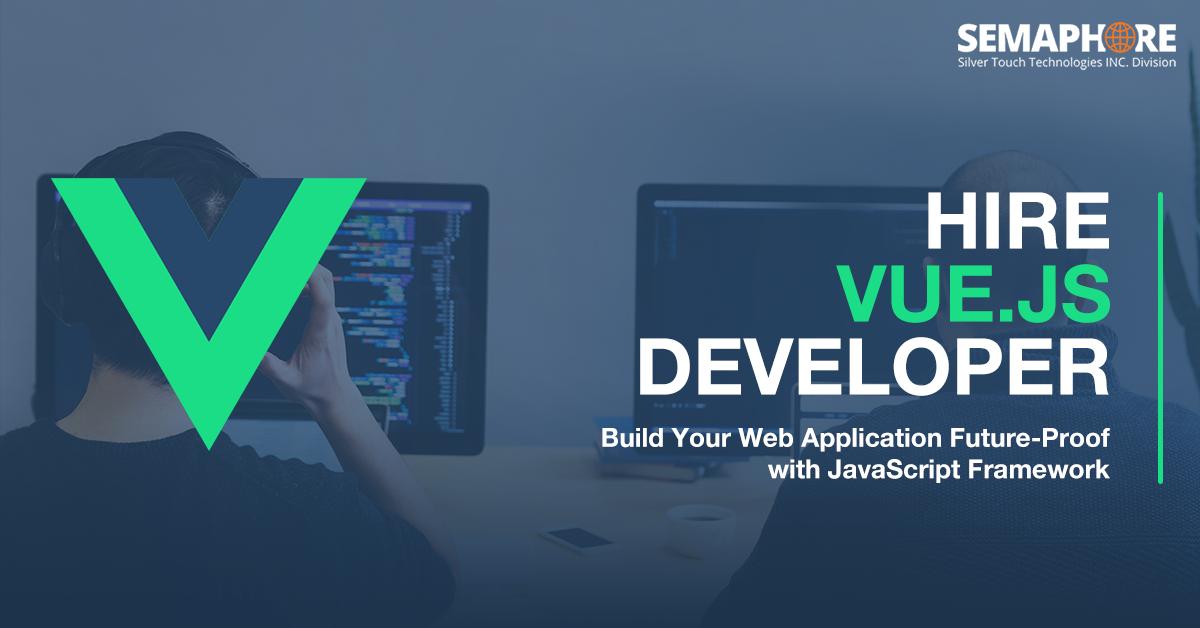 SEMAPHORE
Silver Touch Technologies INC. Division
HIRE
VUE.JS
DEVELOPER
Build Your Web Application Future-Proof
with JavaScript Framework